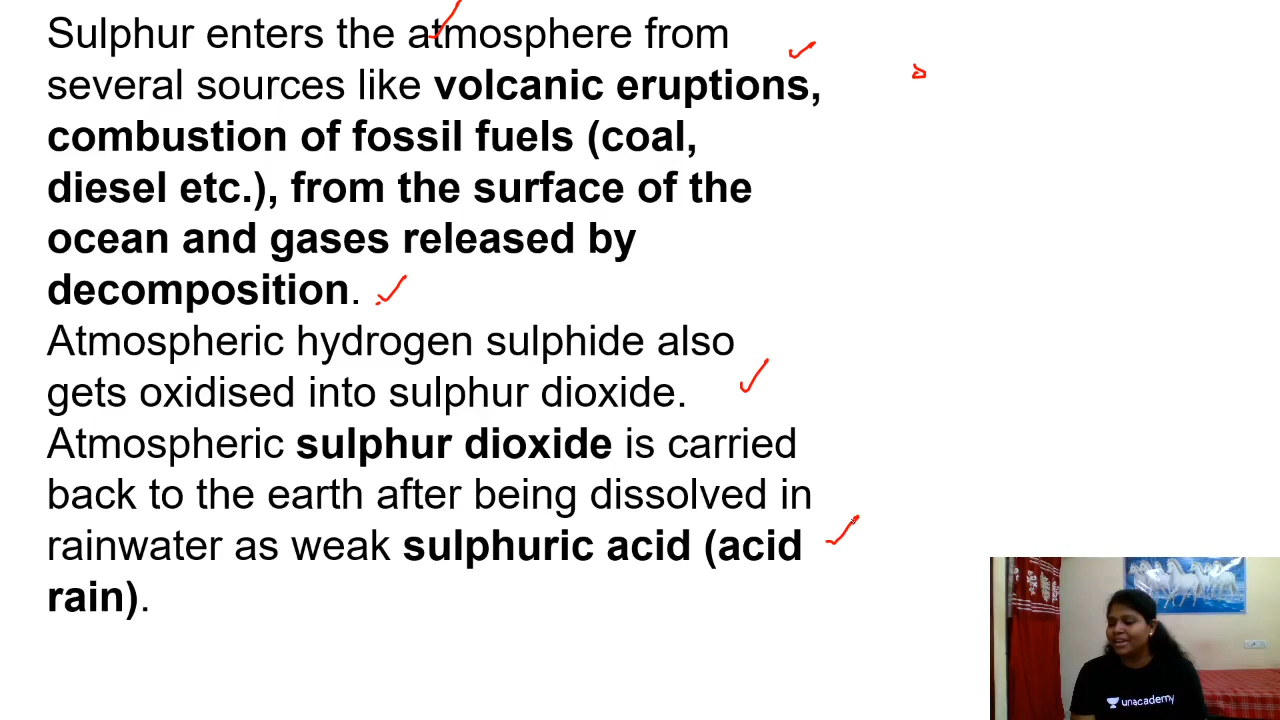 Sulphur enters the atmosphere from
several sources like volcanic eruptions,
combustion of fossil fuels (coal,
diesel etc.), from the surface of the
ocean and gases released by
decomposition.
Atmospheric hydrogen sulphide also
gets oxidised into sulphur dioxide.
Atmospheric sulphur dioxide is carried
back to the earth after being dissolved in
rainwater as weak sulphuric acid (acid
rain).
unacademy